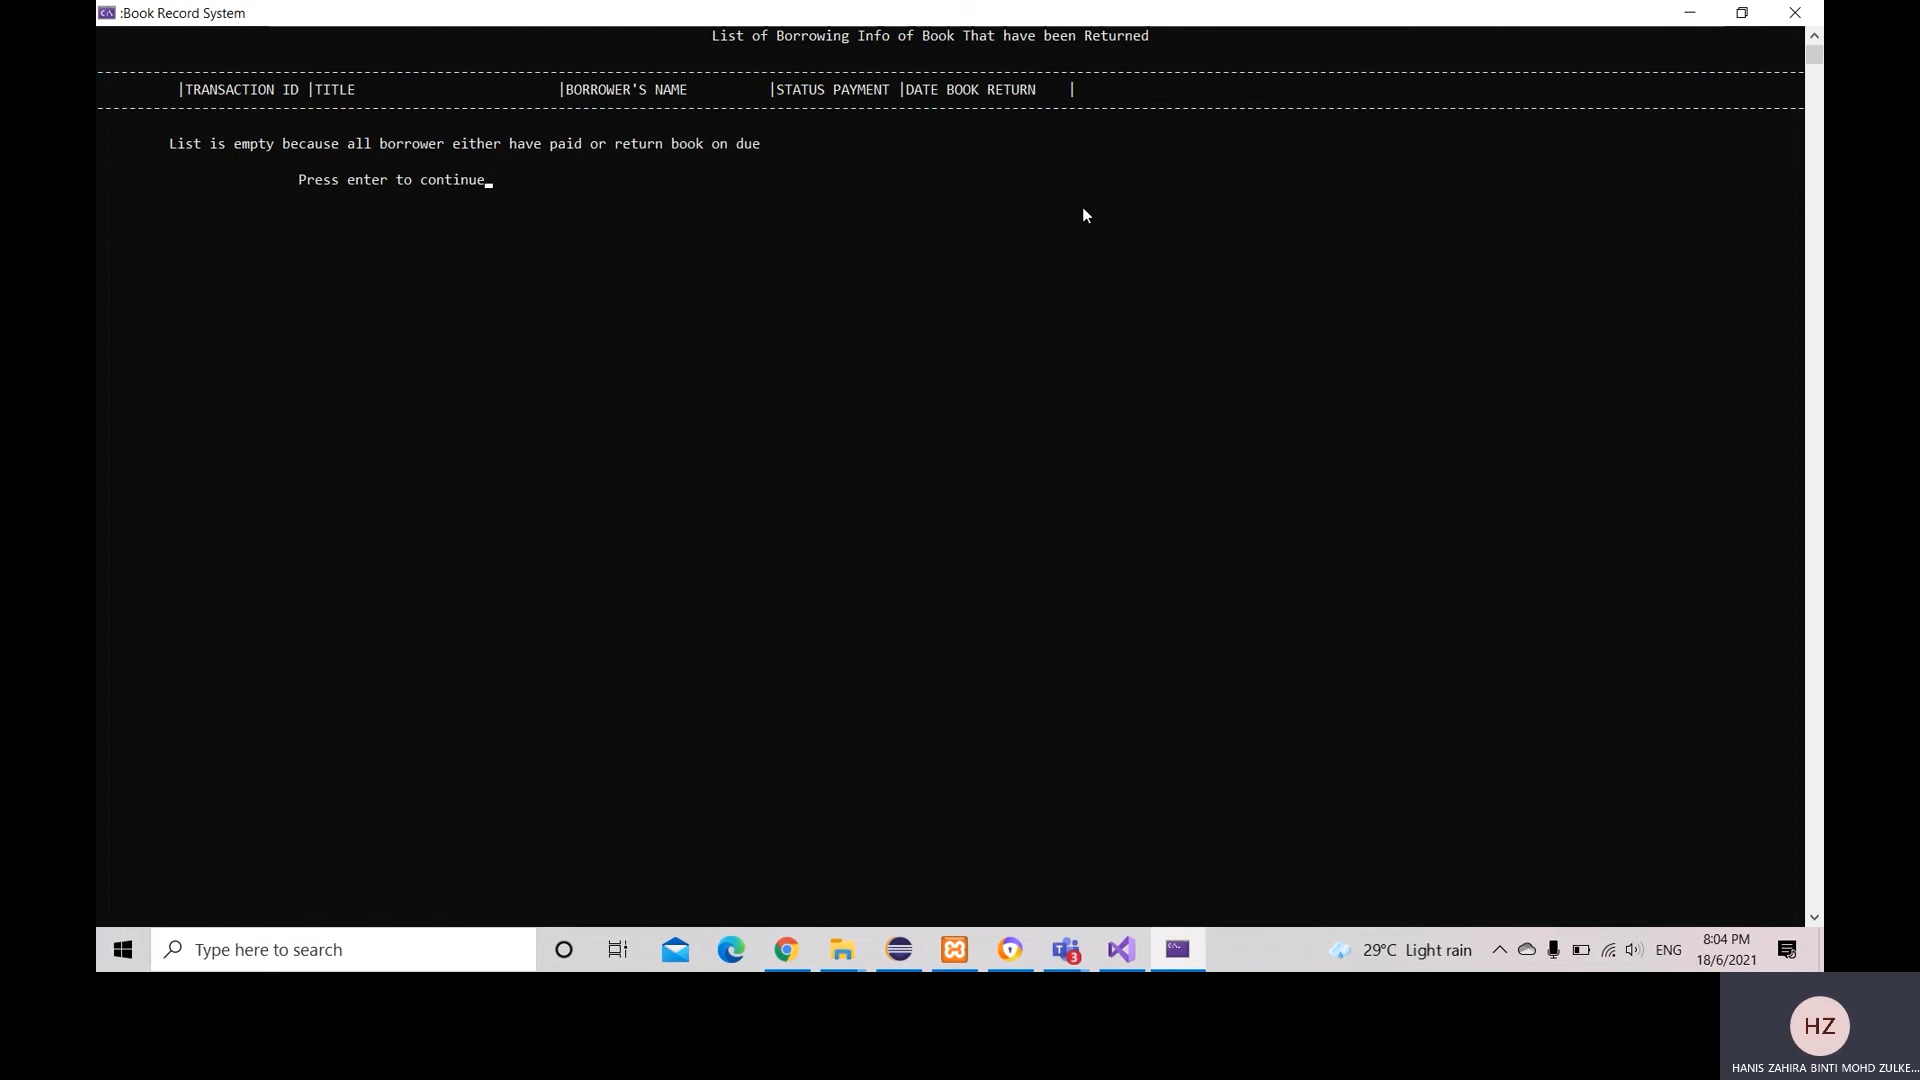 :Book Record System
List of Borrowing Info of Book That have been Returned
|TRANSACTION ID |TITLE |BORROWER'S NAME |STATUS PAYMENT |DATE BOOK RETURN |
List is empty because all borrower either have paid or return book on due
Press enter to continue
Type here to search
3
29°C Light rain
ENG
8:04 PM
18/6/2021
HZ
HANIS ZAHIRA BINTI MOHD ZULKE...